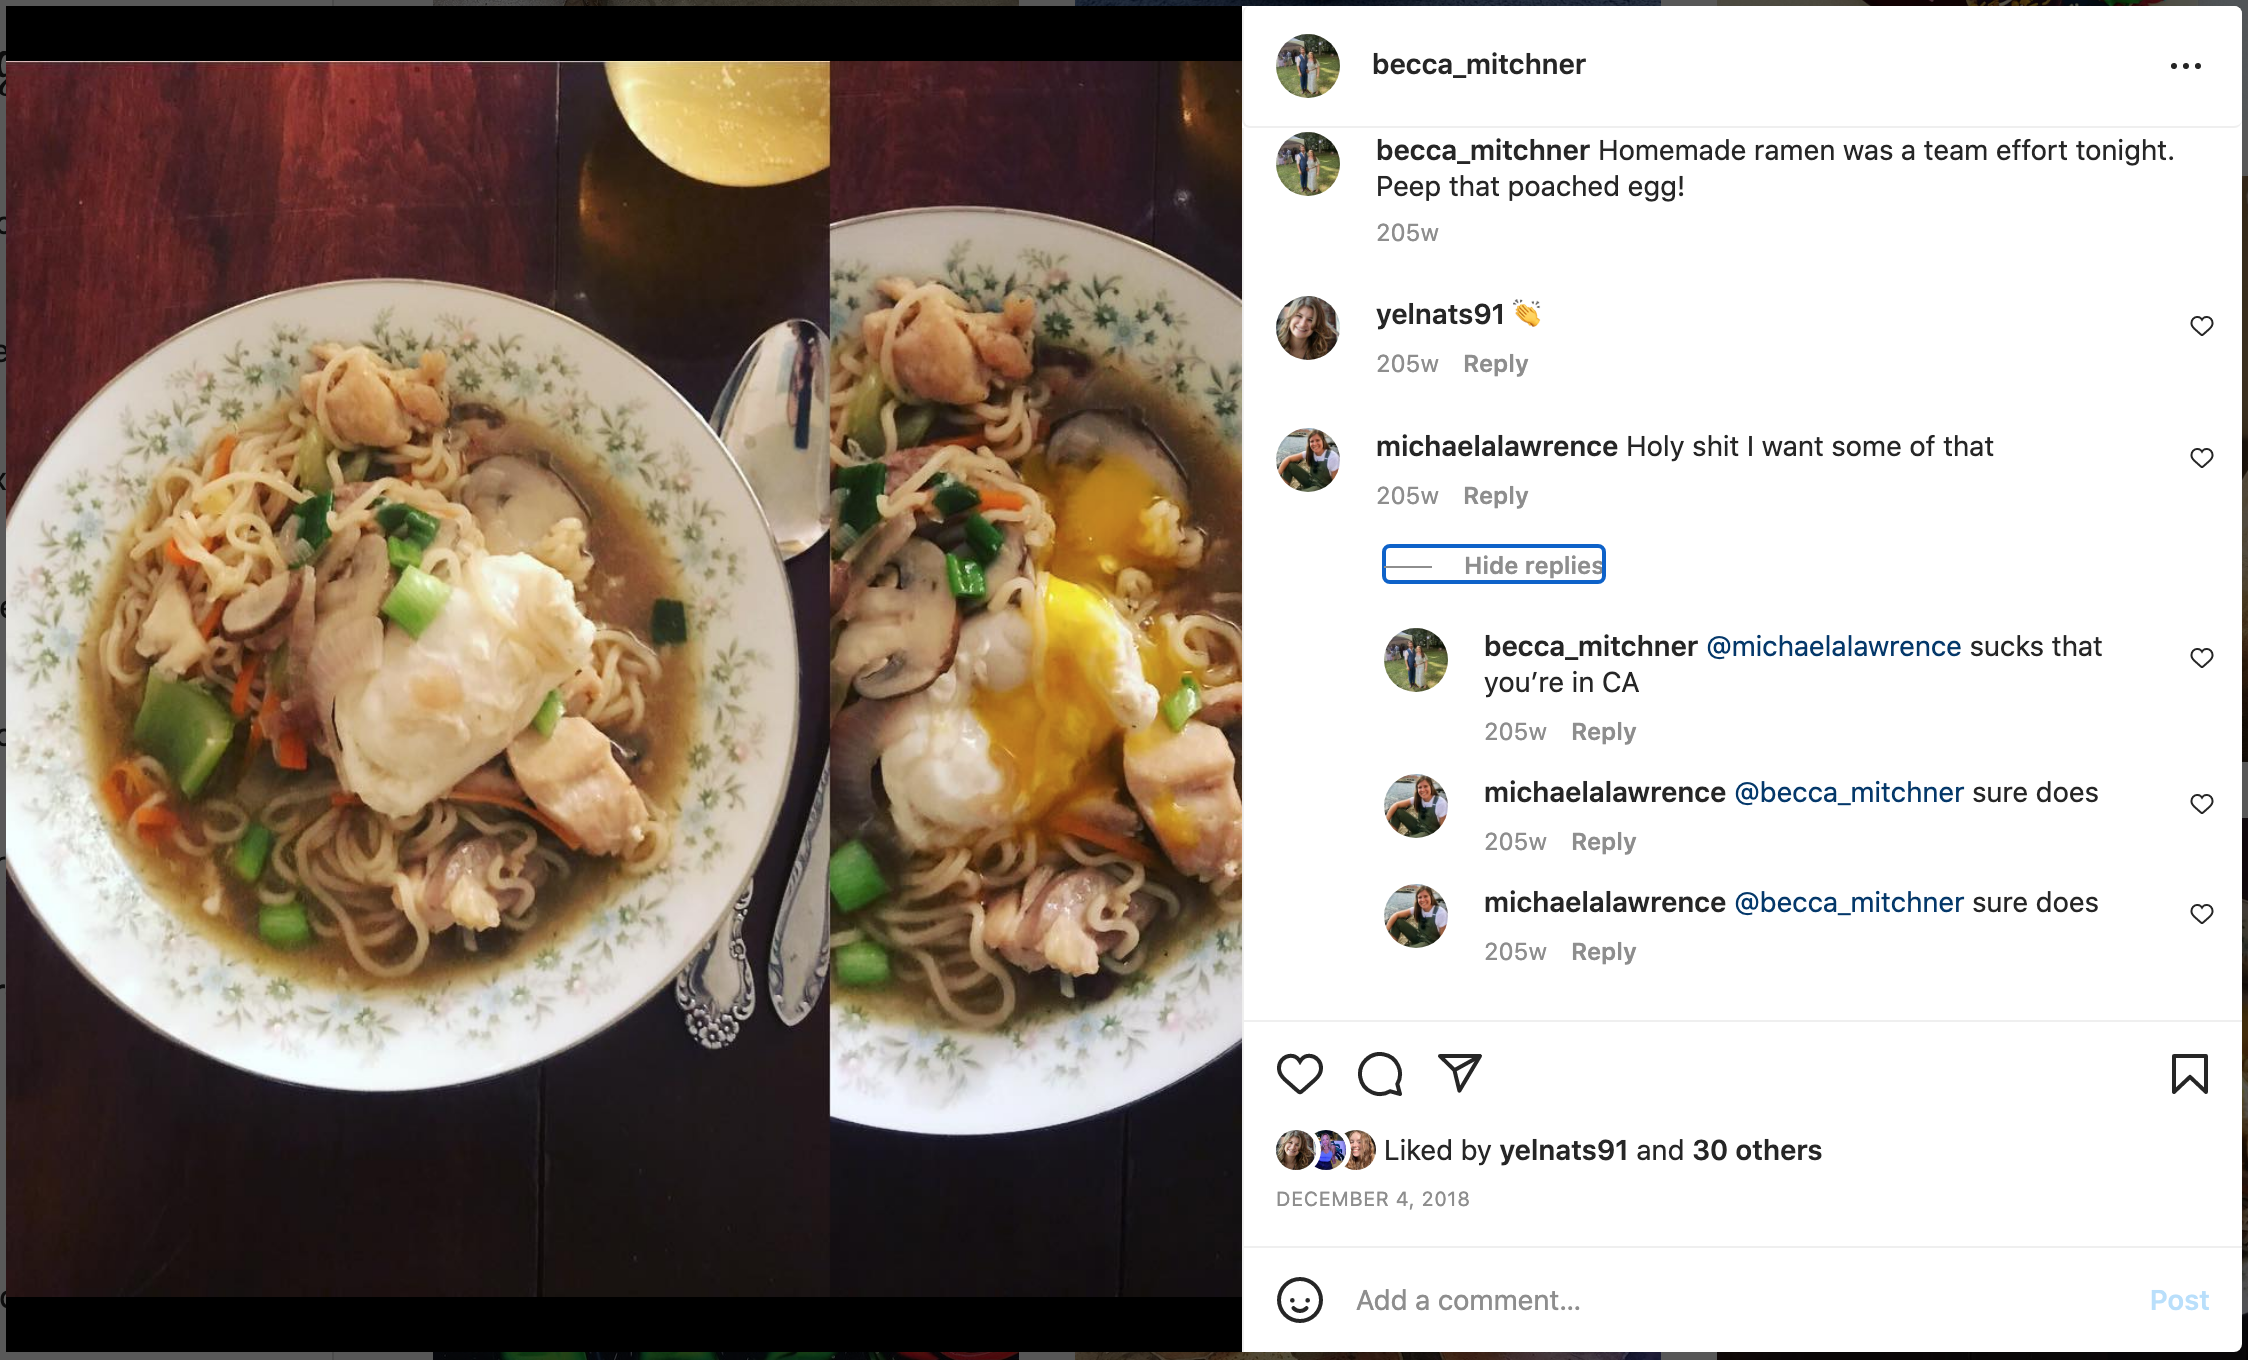 becca_mitchner
becca_mitchner Homemade ramen was a team effort tonight.
Peep that poached egg!
205w
yelnats91 👏
205w Reply
michaelalawrence Holy shit I want some of that
205w Reply
Hide replies
becca_mitchner @michaelalawrence sucks that
you’re in CA
205w Reply
michaelalawrence @becca_mitchner sure does
205w Reply
michaelalawrence @becca_mitchner sure does
205w Reply
Liked by yelnats91 and 30 others
DECEMBER 4, 2018
Add a comment...
Post